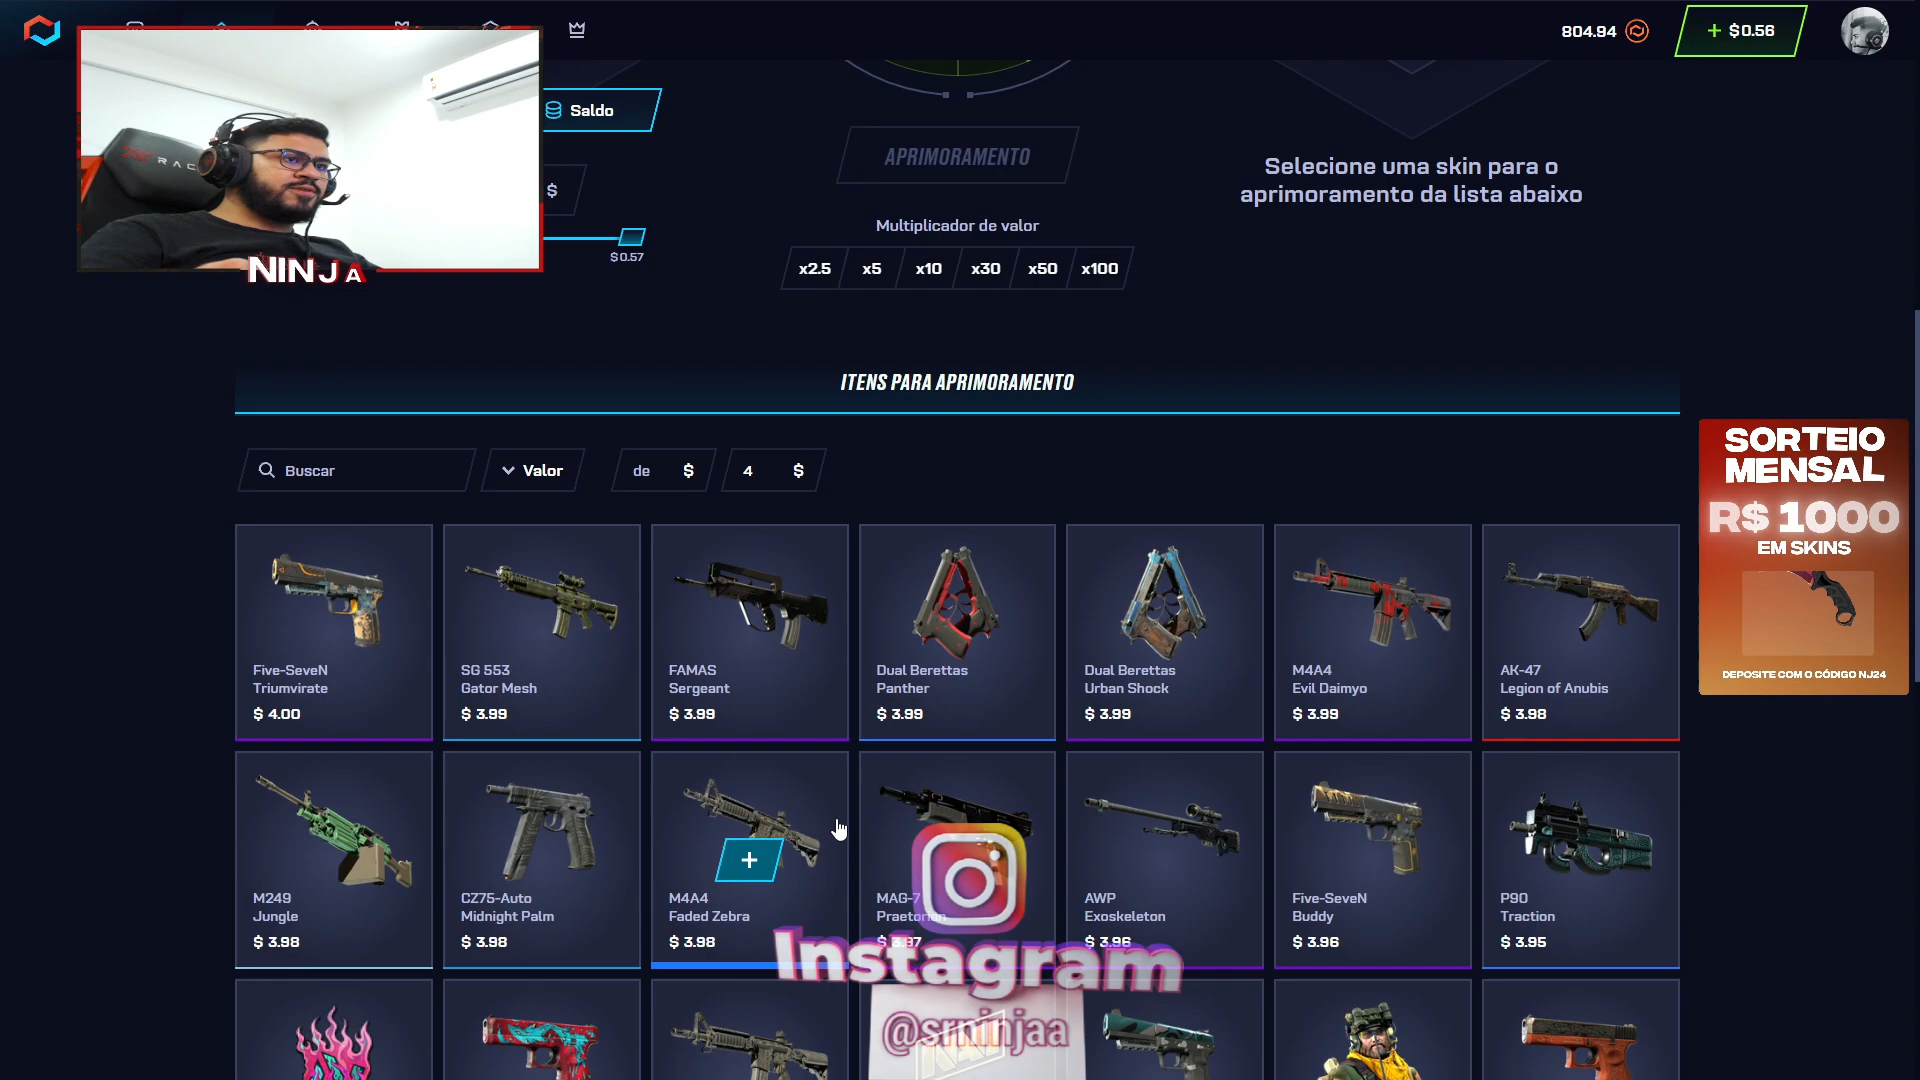 804.94
+ $0.56
Saldo
$
$0.57
NINJA
APRIMORAMENTO
Multiplicador de valor
x2.5 x5 x10 x30 x50 x100
Selecione uma skin para o
aprimoramento da lista abaixo
ITENS PARA APRIMORAMENTO
Buscar
Valor
de $
4 $
SORTEIO
MENSAL
R$ 1000
EM SKINS
DEPOSITE COM O CÓDIGO NJ24
Five-SeveN
Triumvirate
$ 4.00
SG 553
Gator Mesh
$ 3.99
FAMAS
Sergeant
$ 3.99
Dual Berettas
Panther
$ 3.99
Dual Berettas
Urban Shock
$ 3.99
M4A4
Evil Daimyo
$ 3.99
AK-47
Legion of Anubis
$ 3.98
M249
Jungle
$ 3.98
CZ75-Auto
Midnight Palm
$ 3.98
M4A4
Faded Zebra
$ 3.98
MAG-7
Praetorian
$ 3.97
AWP
Exoskeleton
$ 3.96
Five-SeveN
Buddy
$ 3.96
P90
Traction
$ 3.95
Instagram
@srninjaa